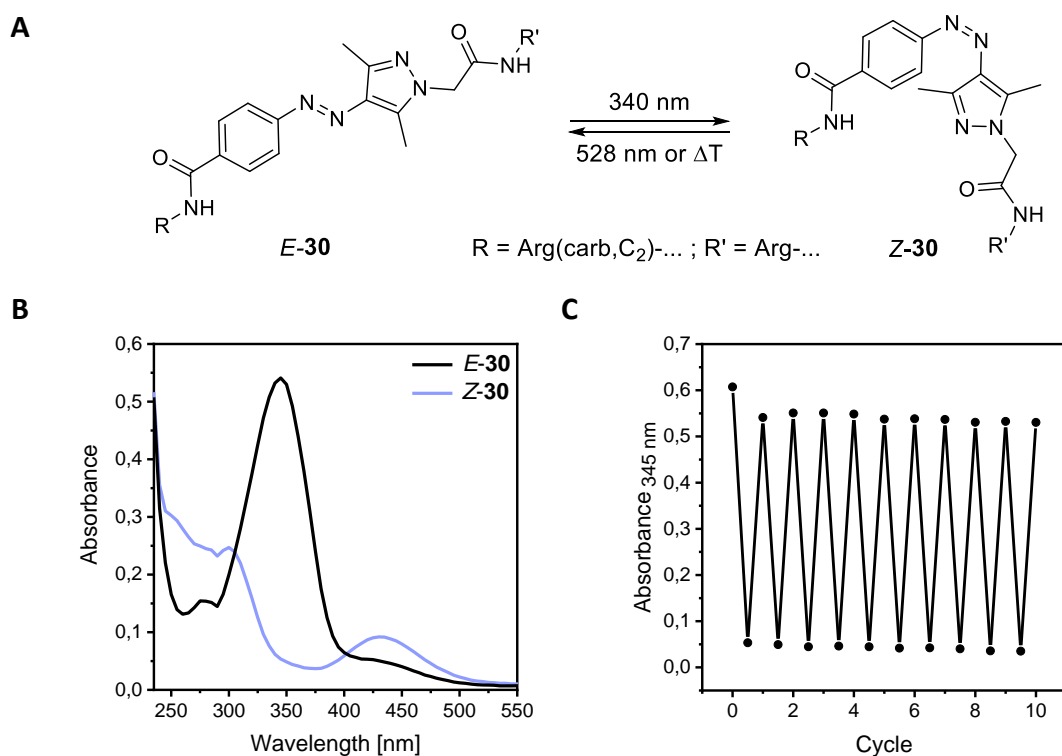 A
N
N
N
N
O
R'
NH
O
NH
R
E-30
340 nm
528 nm or ΔT
N
N
O
NH
R
N
N
O
NH
R'
Z-30
R = Arg(carb,C₂)-... ; R' = Arg-...
B
0,6
0,5
0,4
0,3
0,2
0,1
0,0
Absorbance
250
300
350
400
450
500
550
Wavelength [nm]
E-30
Z-30
C
0,7
0,6
0,5
0,4
0,3
0,2
0,1
0,0
Absorbance 345 nm
0
2
4
6
8
10
Cycle